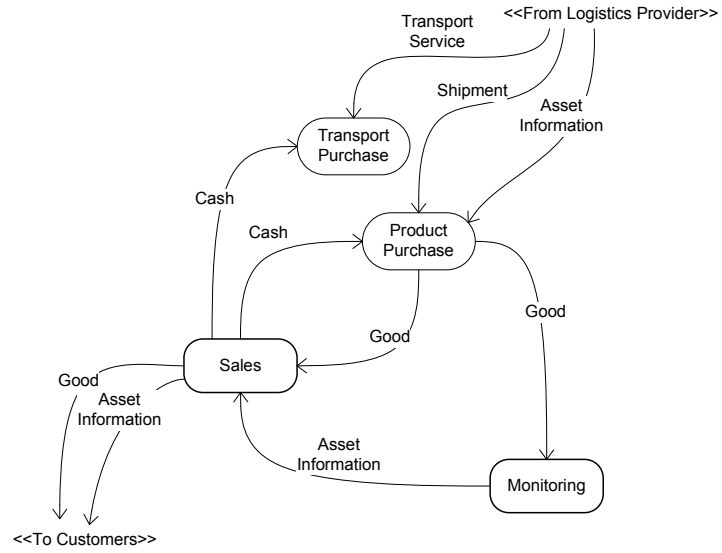 <<From Logistics Provider>>
Transport
Service
Shipment
Asset
Information
Transport
Purchase
Cash
Cash
Product
Purchase
Good
Good
Sales
Good
Asset
Information
Asset
Information
Monitoring
<<To Customers>>